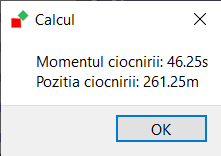 Calcul
Momentul ciocnirii: 46.25s
Pozitia ciocnirii: 261.25m
OK